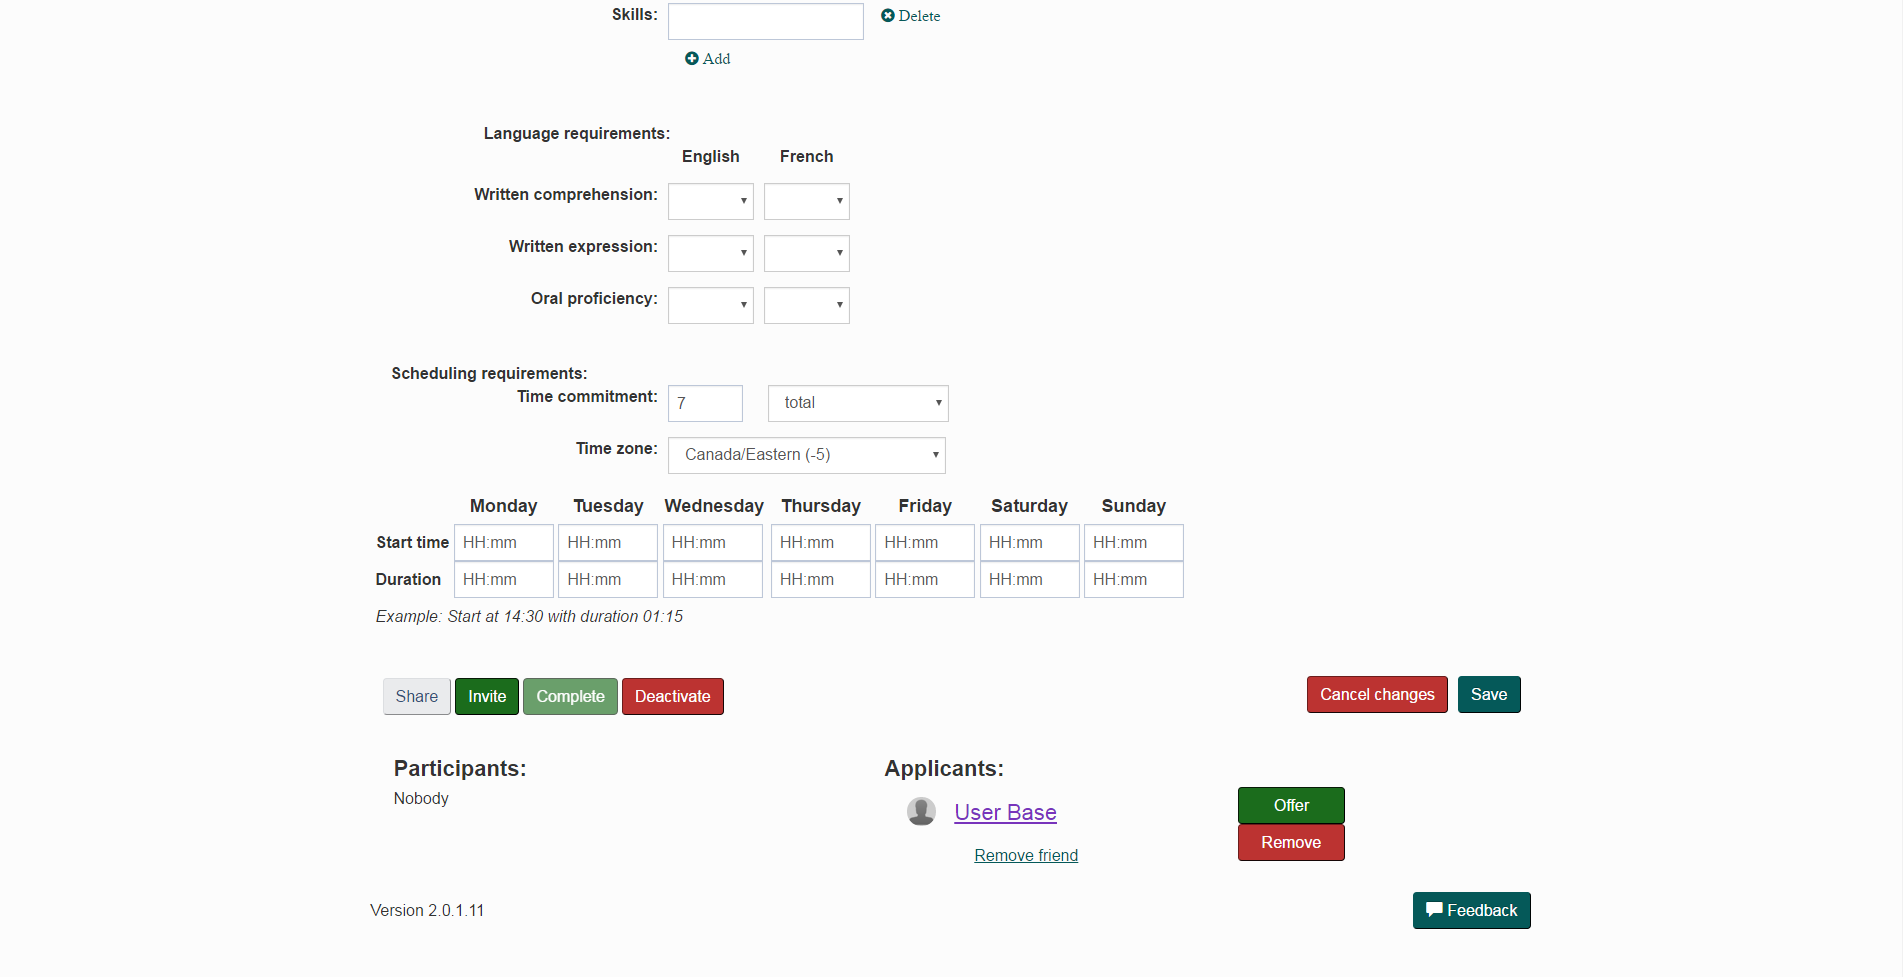 Skills:
Delete
Add
Language requirements:
English French
Written comprehension:
Written expression:
Oral proficiency:
Scheduling requirements:
Time commitment: 7 total
Time zone: Canada/Eastern (-5)
Monday Tuesday Wednesday Thursday Friday Saturday Sunday
Start time HH:mm HH:mm HH:mm HH:mm HH:mm HH:mm HH:mm
Duration HH:mm HH:mm HH:mm HH:mm HH:mm HH:mm HH:mm
Example: Start at 14:30 with duration 01:15
Share Invite Complete Deactivate Cancel changes Save
Participants:
Nobody
Applicants:
User Base
Remove friend
Offer
Remove
Version 2.0.1.11
Feedback